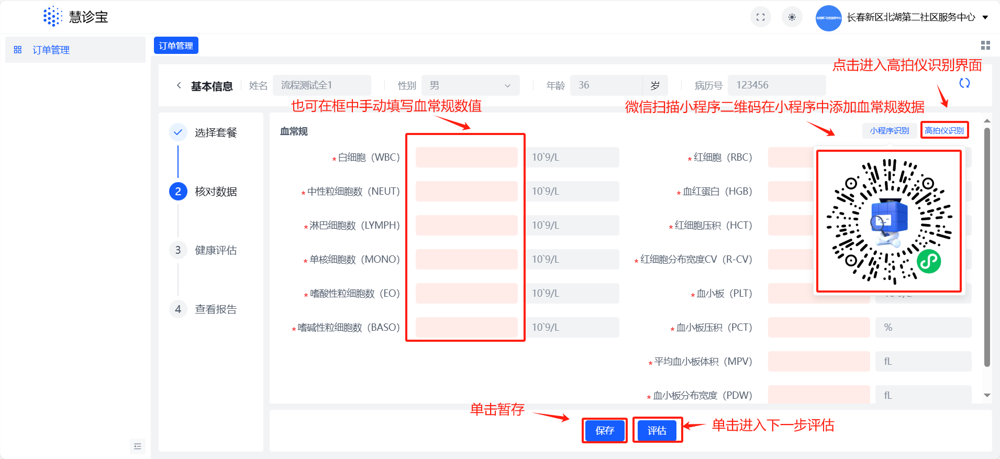 慧诊宝
长春新区北湖第二社区服务中心
订单管理
订单管理
点击进入高拍仪识别界面
基本信息
姓名 流程测试全1
性别 男
年龄 36 岁
病历号 123456
也可在框中手动填写血常规数值
微信扫描小程序二维码在小程序中添加血常规数据
选择套餐
2 核对数据
3 健康评估
4 查看报告
血常规
小程序识别 高拍仪识别
*白细胞（WBC） 10`9/L
*红细胞（RBC）
*中性粒细胞数（NEUT） 10`9/L
*血红蛋白（HGB）
*淋巴细胞数（LYMPH） 10`9/L
*红细胞压积（HCT）
*单核细胞数（MONO） 10`9/L
*红细胞分布宽度CV（R-CV）
*嗜酸性粒细胞数（EO） 10`9/L
*血小板（PLT）
*嗜碱性粒细胞数（BASO） 10`9/L
*血小板压积（PCT） %
*平均血小板体积（MPV） fL
*血小板分布宽度（PDW） fL
单击暂存
保存 评估
单击进入下一步评估